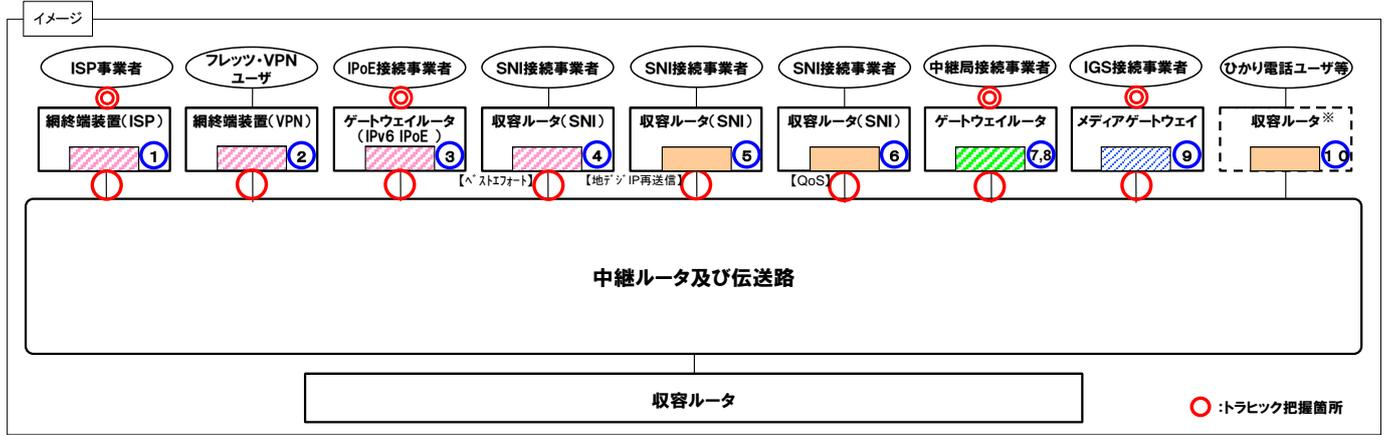 イメージ
ISP事業者
フレッツ・VPN
ユーザ
IPoE接続事業者
SNI接続事業者
SNI接続事業者
SNI接続事業者
中継局接続事業者
IGS接続事業者
ひかり電話ユーザ等
網終端装置(ISP)
網終端装置(VPN)
ゲートウェイルータ
(IPv6 IPoE )
収容ルータ(SNI)
収容ルータ(SNI)
収容ルータ(SNI)
ゲートウェイルータ
メディアゲートウェイ
収容ルータ※
1
2
3
4
5
6
7,8
9
10
【ベストエフォート】
【地デジIP再送信】
【QoS】
中継ルータ及び伝送路
収容ルータ
:トラヒック把握箇所